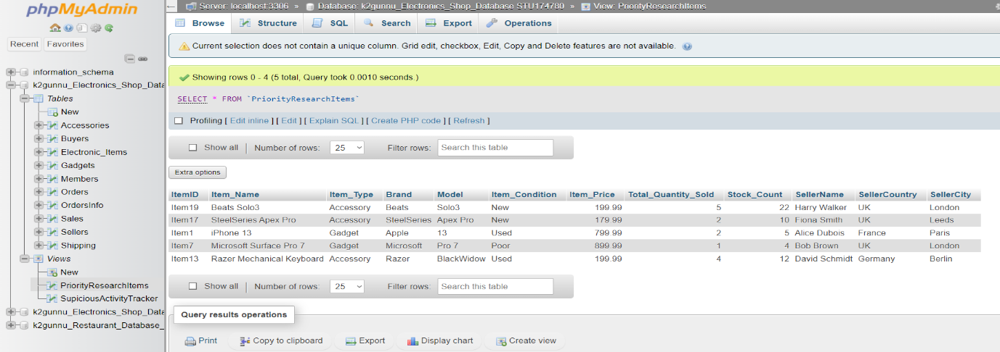 phpMyAdmin
Recent Favorites
information_schema
k2gunnu_Electronics_Shop_Data
Tables
New
Accessories
Buyers
Electronic_Items
Gadgets
Members
Orders
OrdersInfo
Sales
Sellers
Shipping
Views
New
PriorityResearchItems
SupiciousActivityTracker
k2gunnu_Electronics_Shop_Data
k2gunnu_Restaurant_Database_
Server: localhost:3306 » Database: k2gunnu_Electronics_Shop_Database STU174780 » View: PriorityResearchItems
Browse Structure SQL Search Export Operations
Current selection does not contain a unique column. Grid edit, checkbox, Edit, Copy and Delete features are not available.
Showing rows 0 - 4 (5 total, Query took 0.0010 seconds.)
SELECT * FROM `PriorityResearchItems`
Profiling [ Edit inline ] [ Edit ] [ Explain SQL ] [ Create PHP code ] [ Refresh ]
Show all | Number of rows: 25 Filter rows: Search this table
Extra options
ItemID Item_Name Item_Type Brand Model Item_Condition Item_Price Total_Quantity_Sold Stock_Count SellerName SellerCountry SellerCity
Item19 Beats Solo3 Accessory Beats Solo3 New 199.99 5 22 Harry Walker UK London
Item17 SteelSeries Apex Pro Accessory SteelSeries Apex Pro New 179.99 2 10 Fiona Smith UK Leeds
Item1 iPhone 13 Gadget Apple 13 Used 799.99 2 5 Alice Dubois France Paris
Item7 Microsoft Surface Pro 7 Gadget Microsoft Pro 7 Poor 899.99 1 4 Bob Brown UK London
Item13 Razer Mechanical Keyboard Accessory Razer BlackWidow Used 199.99 4 12 David Schmidt Germany Berlin
Show all | Number of rows: 25 Filter rows: Search this table
Query results operations
Print Copy to clipboard Export Display chart Create view